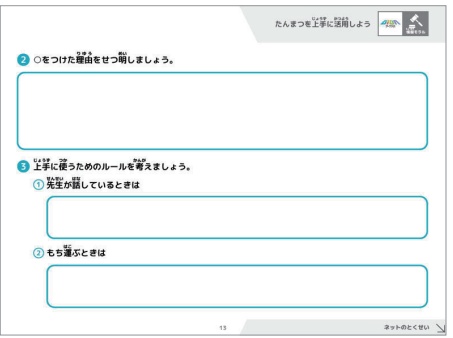 たんまつを上手に活用しよう
2 ○をつけた理由をせつ明しましょう。
3 上手に使うためのルールを考えましょう。
① 先生が話しているときは
② もち運ぶときは
13
ネットのとくせい